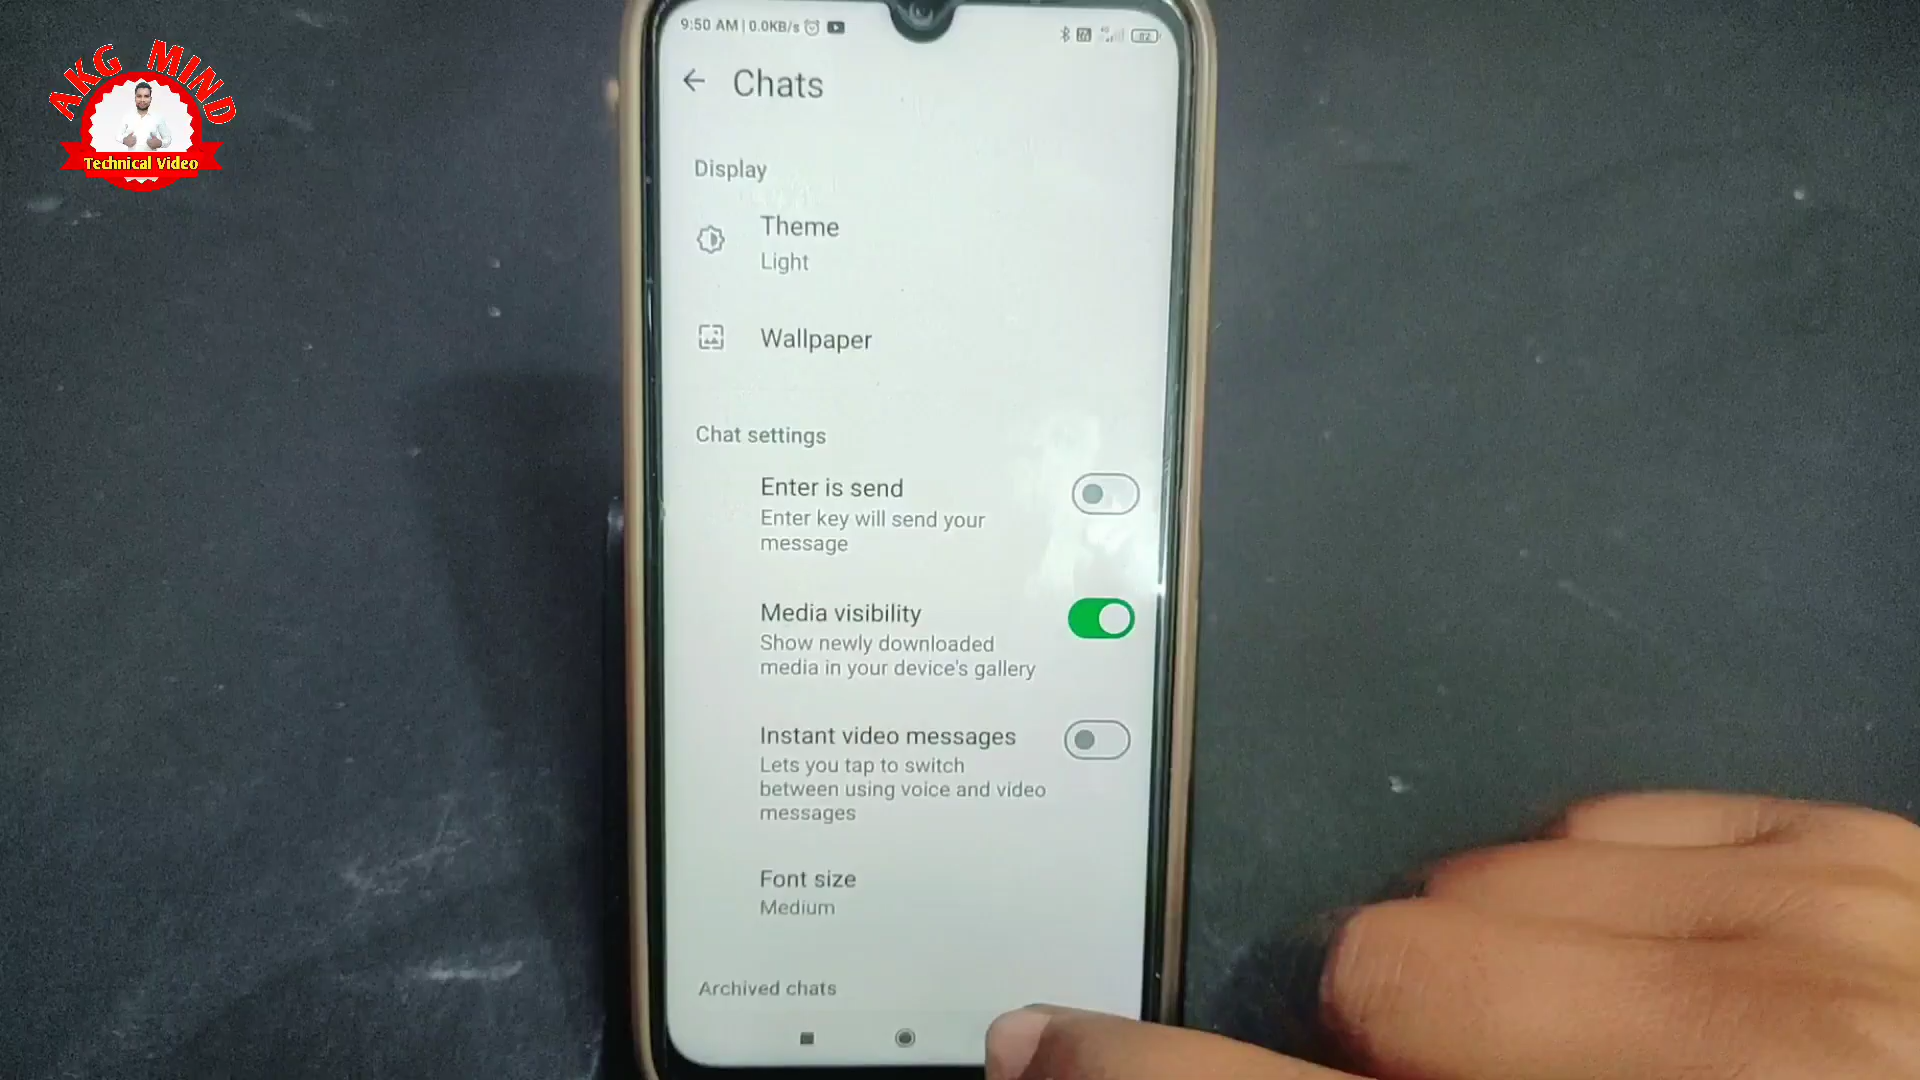 AKG MIND
Technical Video
9:50 AM | 0.0KB/s
82
Chats
Display
Theme
Light
Wallpaper
Chat settings
Enter is send
Enter key will send your
message
Media visibility
Show newly downloaded
media in your device's gallery
Instant video messages
Lets you tap to switch
between using voice and video
messages
Font size
Medium
Archived chats